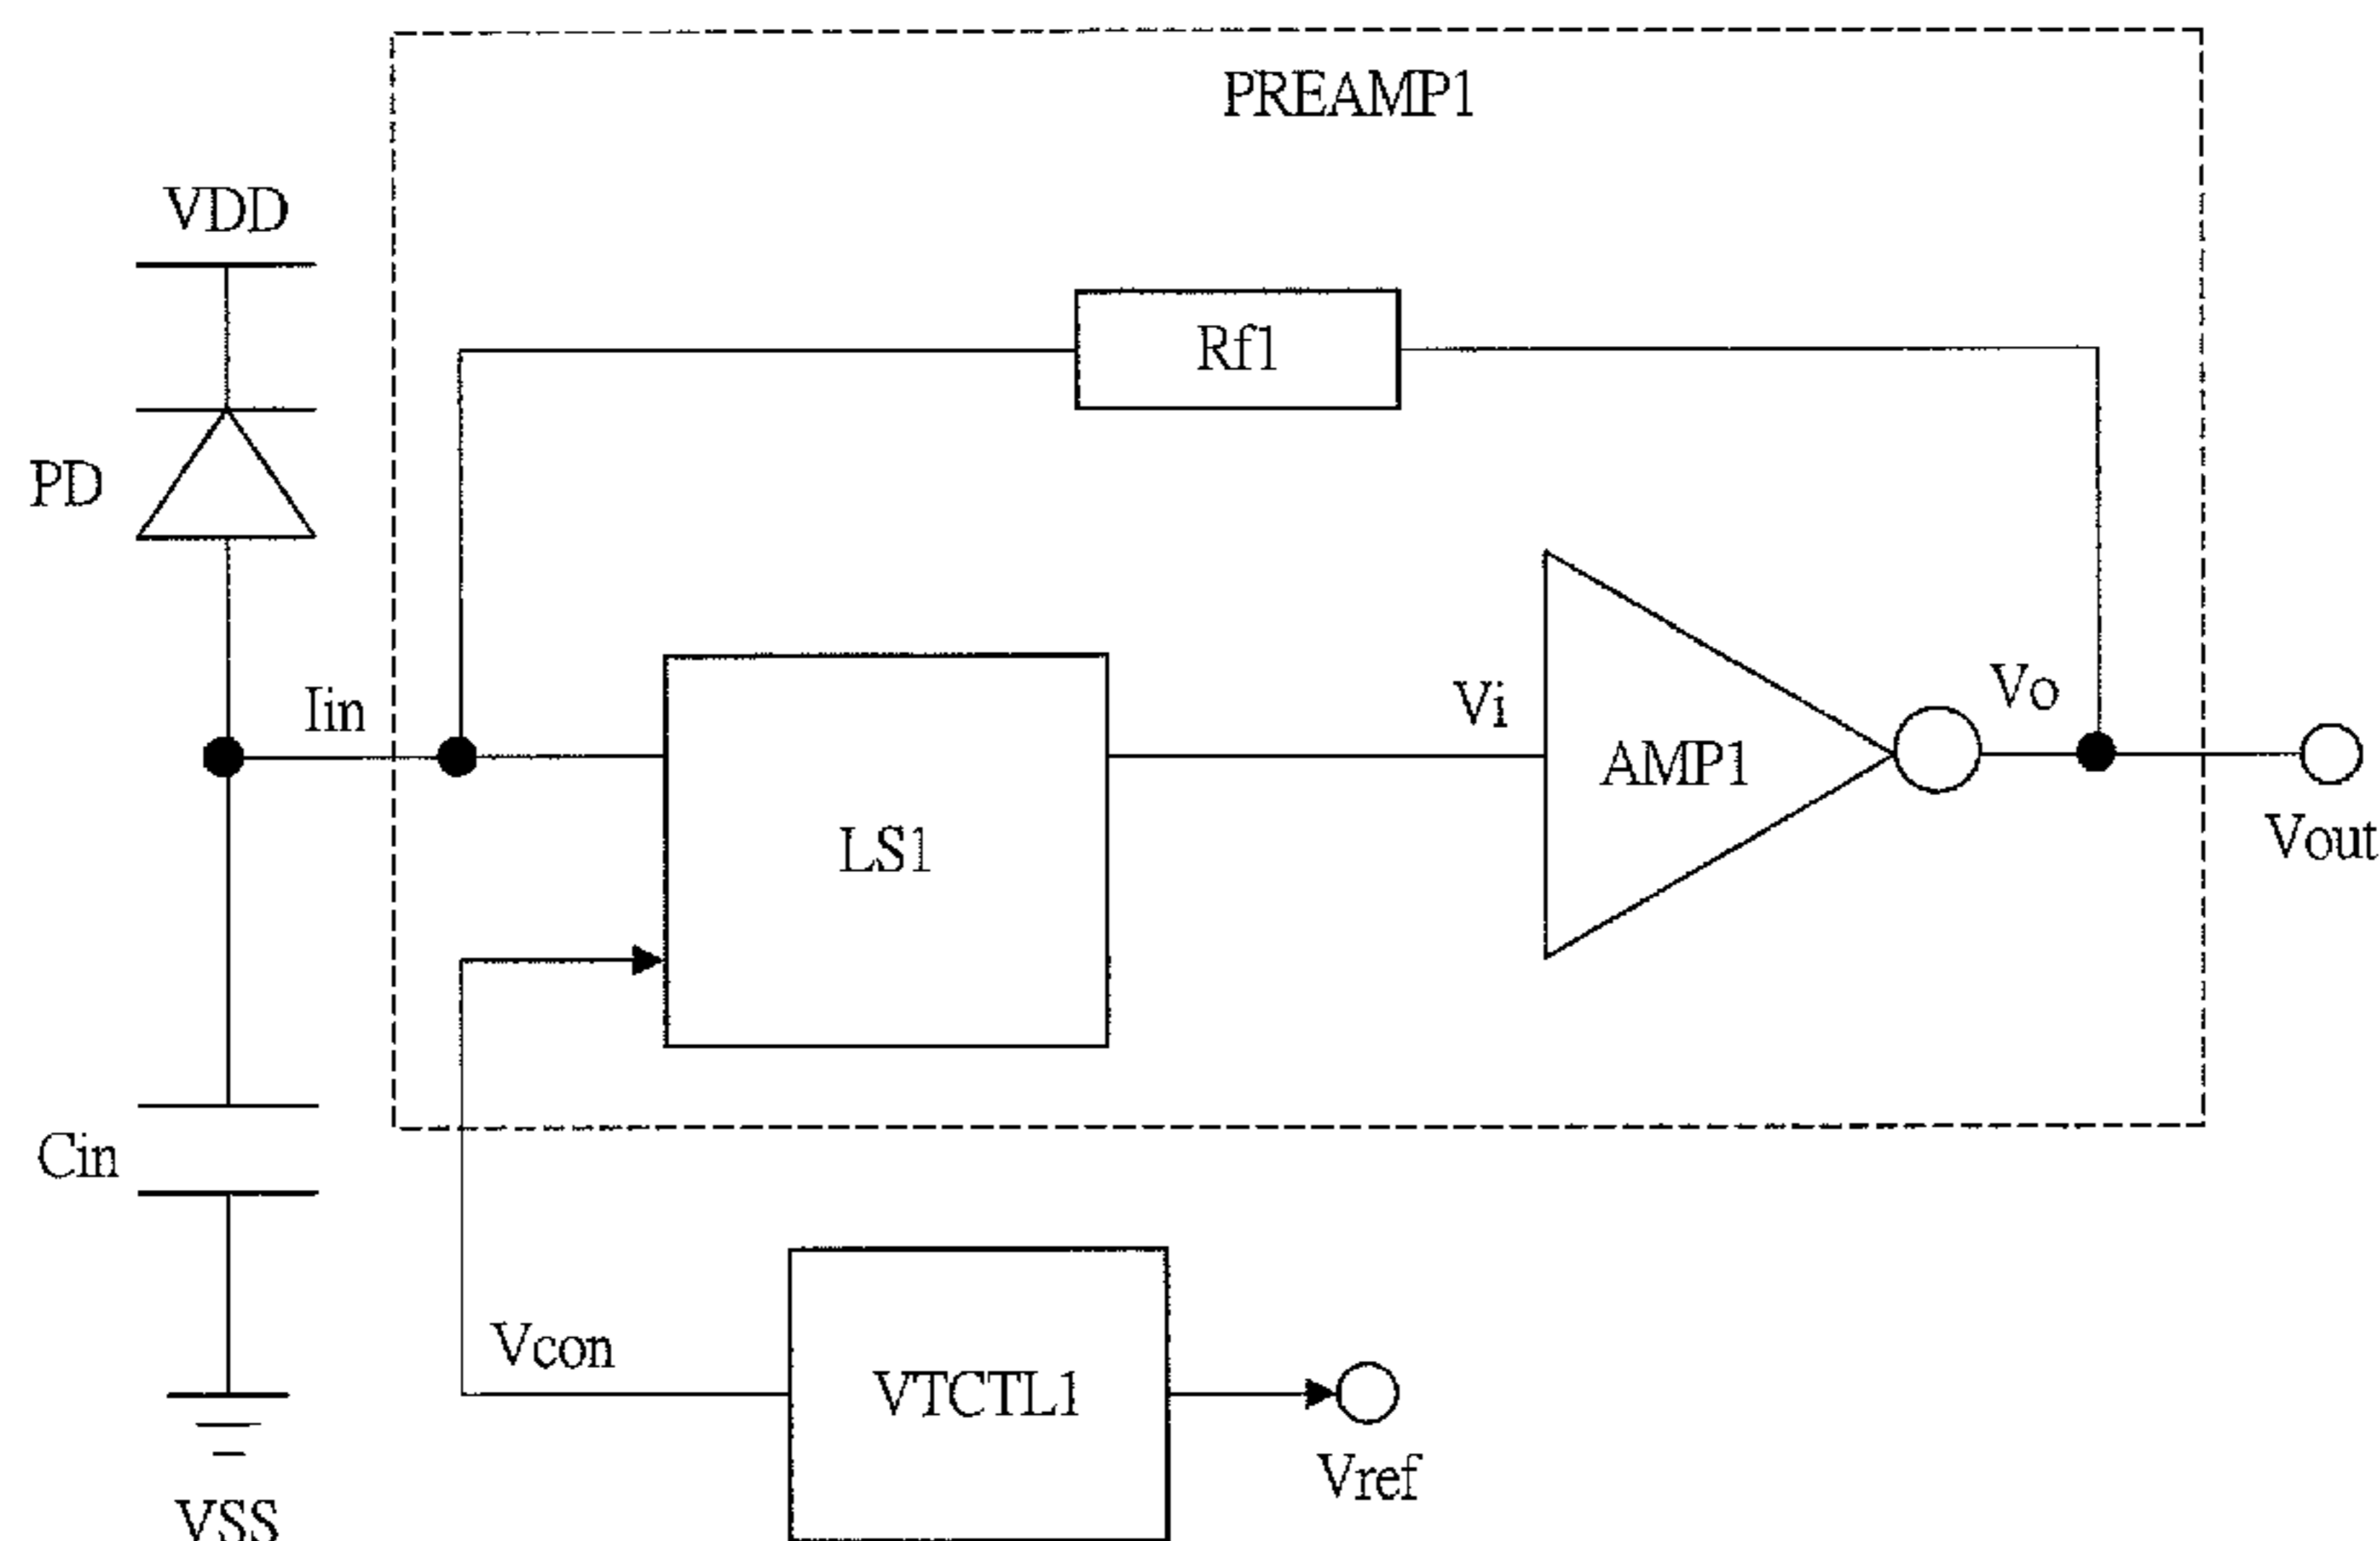 PREAMP1
VDD
Rf1
PD
Iin
Vi
Vo
AMP1
LS1
Vout
Cin
Vcon
VTCTL1
Vref
VSS